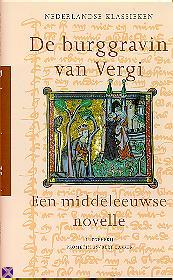 NEDERLANDSE KLASSIEKEN
De burggravin
van Vergi
Een middeleeuwse
novelle